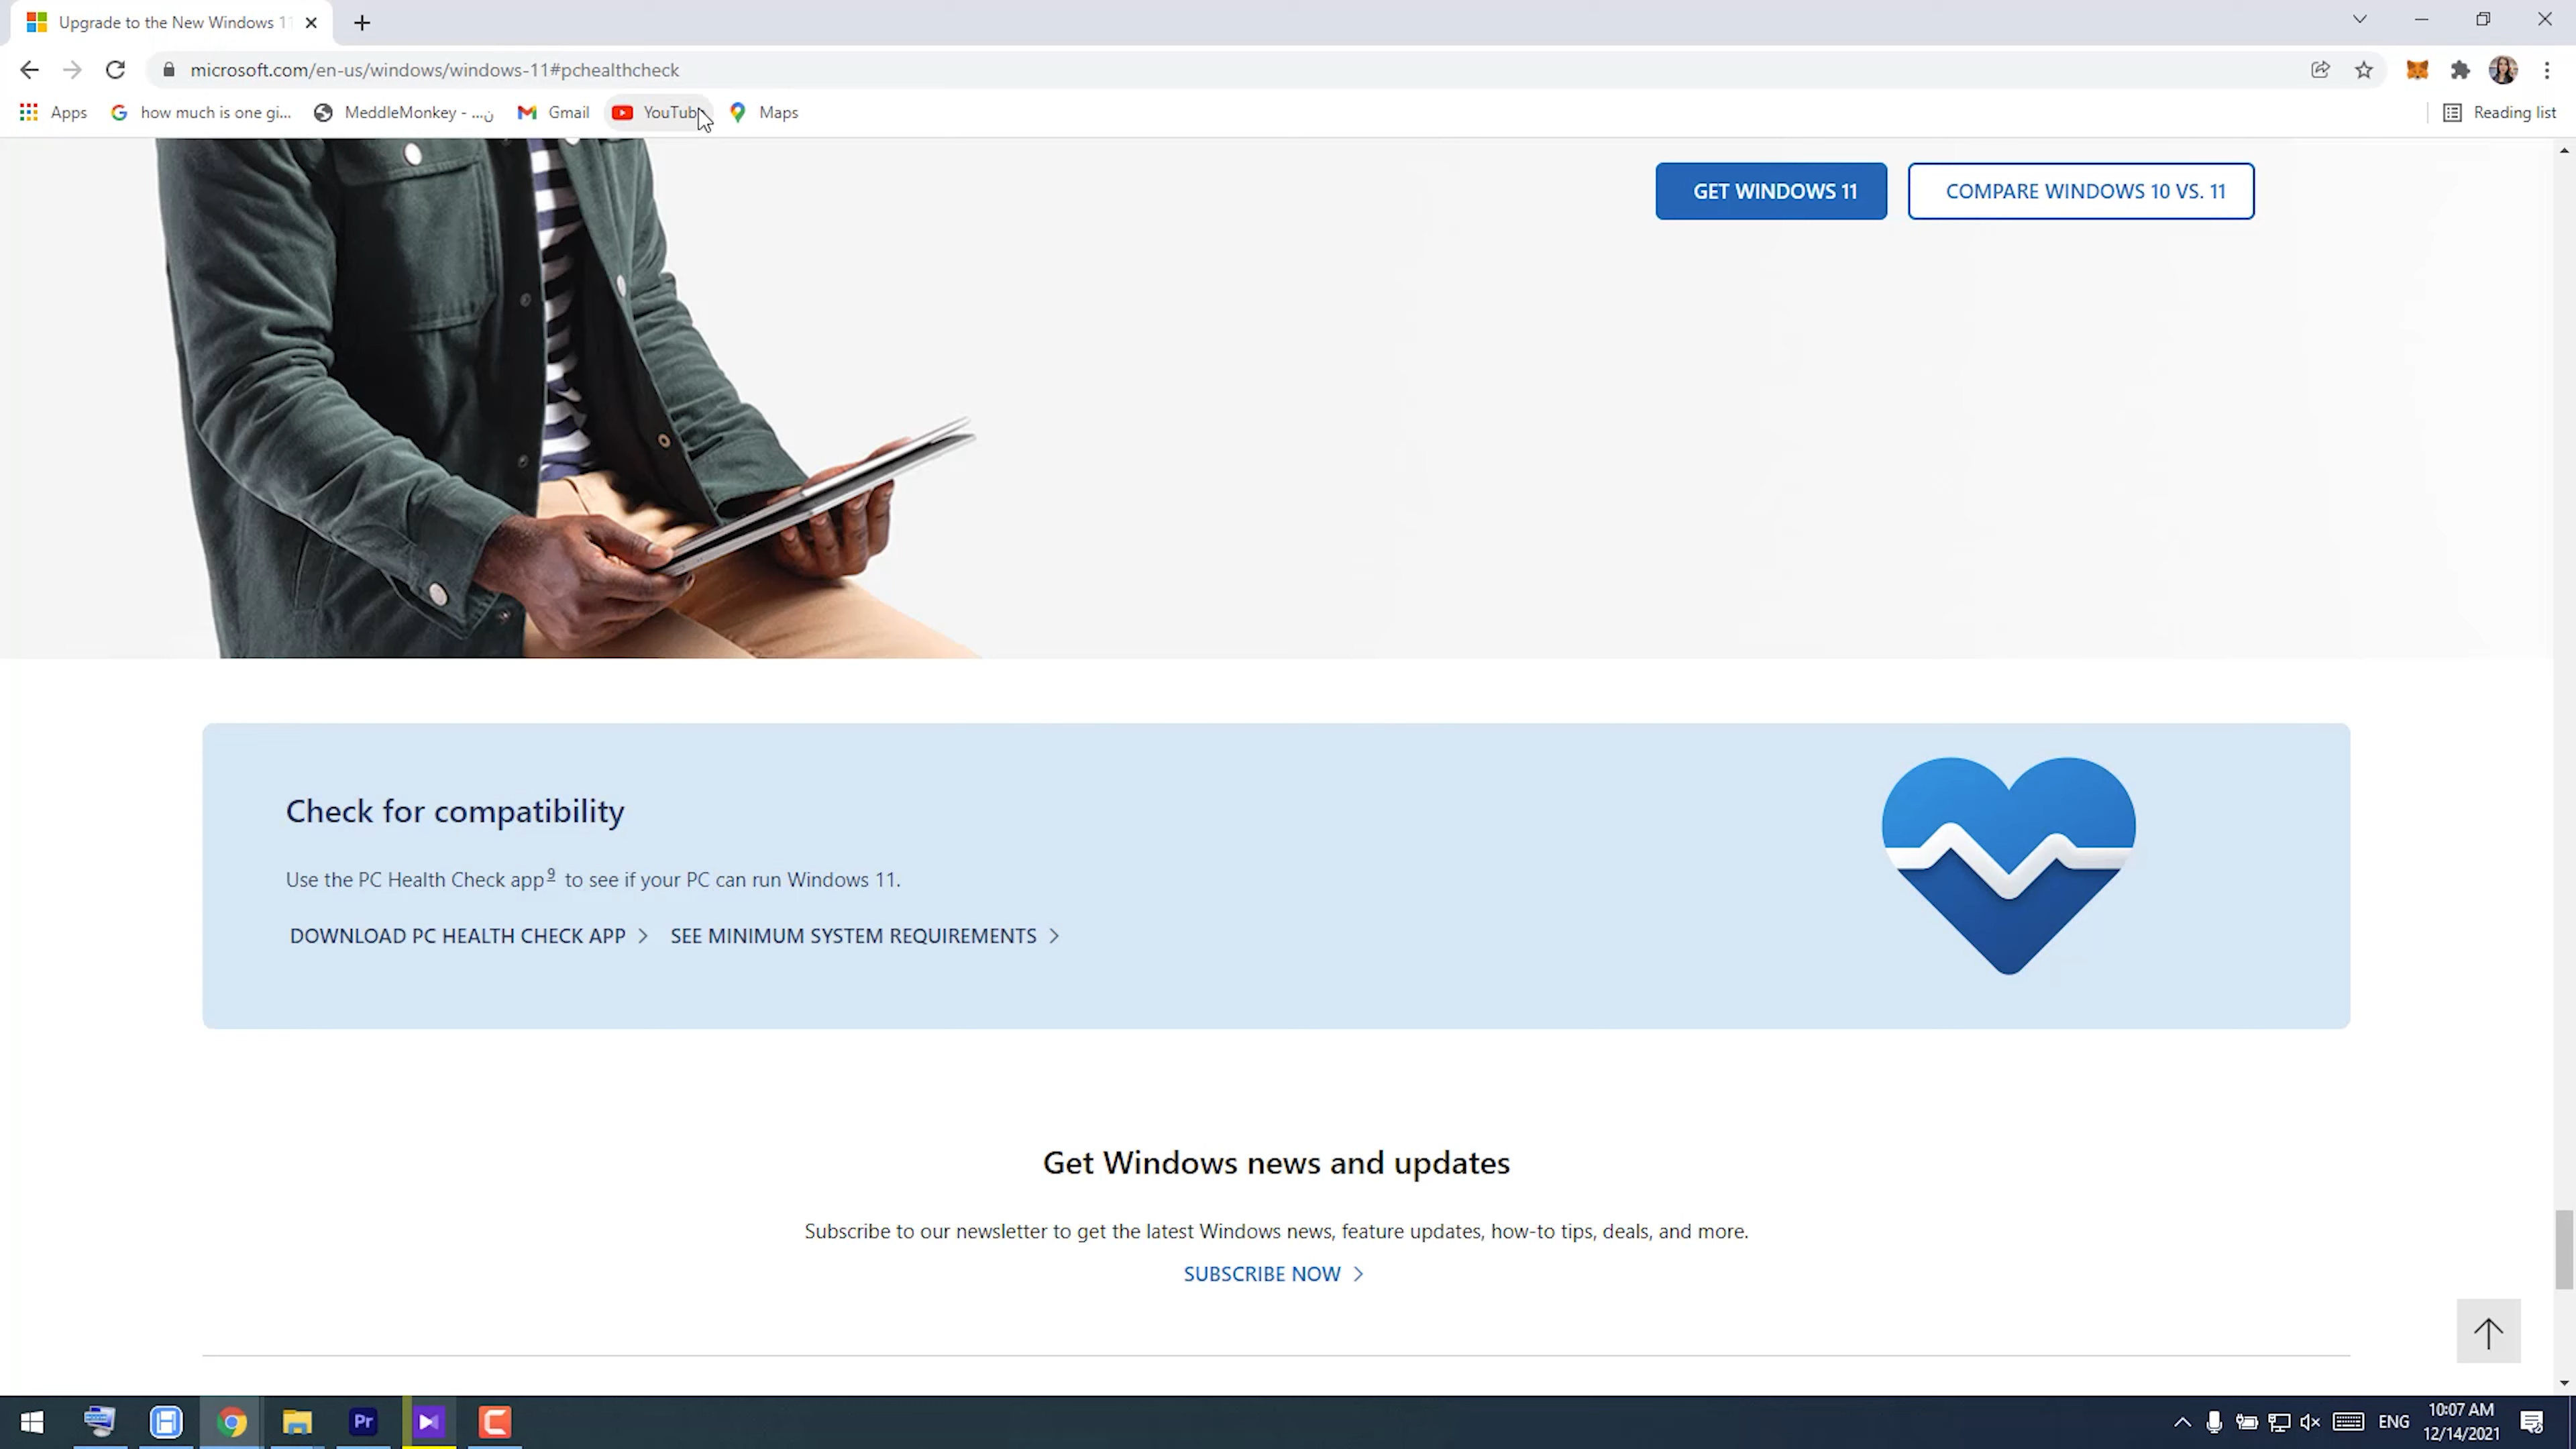 Upgrade to the New Windows 11
microsoft.com/en-us/windows/windows-11#pchealthcheck
Apps
how much is one gi...
MeddleMonkey - ...ن
Gmail
YouTub
Maps
Reading list
GET WINDOWS 11
COMPARE WINDOWS 10 VS. 11
Check for compatibility
Use the PC Health Check app9 to see if your PC can run Windows 11.
DOWNLOAD PC HEALTH CHECK APP
SEE MINIMUM SYSTEM REQUIREMENTS
Get Windows news and updates
Subscribe to our newsletter to get the latest Windows news, feature updates, how-to tips, deals, and more.
SUBSCRIBE NOW
Pr
ENG
10:07 AM
12/14/2021